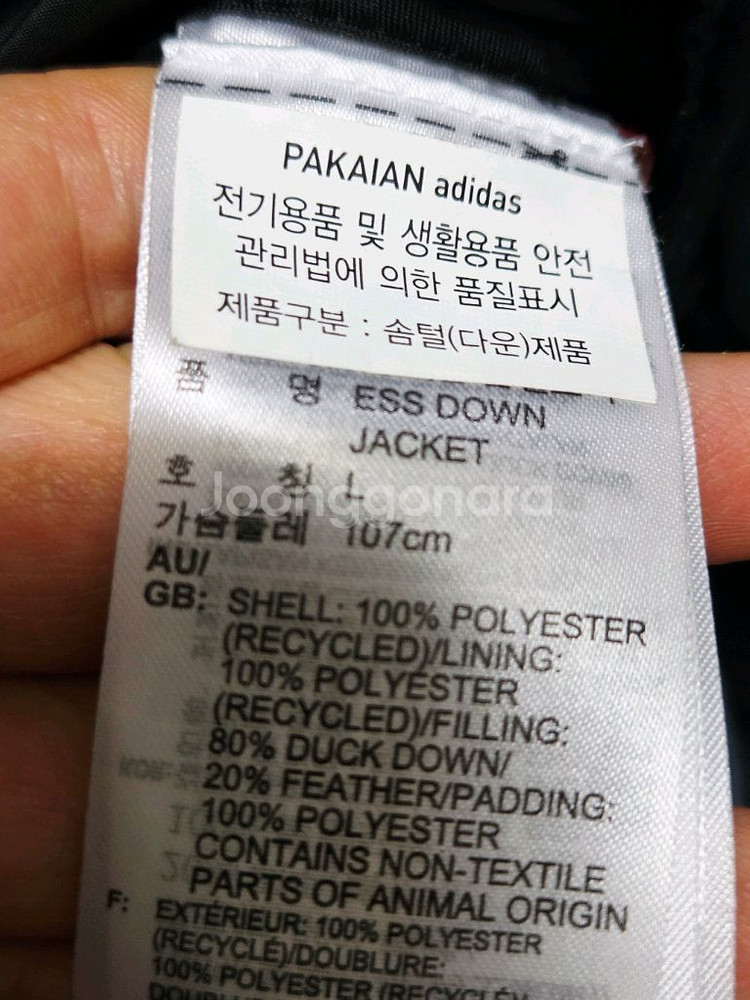 PAKAIAN adidas
전기용품 및 생활용품 안전
관리법에 의한 품질표시
제품구분 : 솜털(다운)제품
품 명 ESS DOWN
JACKET
호 칭 L
Joonggonara
가슴둘레 107cm
AU/
GB: SHELL: 100% POLYESTER
(RECYCLED)/LINING:
100% POLYESTER
(RECYCLED)/FILLING:
80% DUCK DOWN/
20% FEATHER/PADDING:
100% POLYESTER
CONTAINS NON-TEXTILE
PARTS OF ANIMAL ORIGIN
F: EXTÉRIEUR: 100% POLYESTER
(RECYCLÉ)/DOUBLURE:
100% POLYESTER